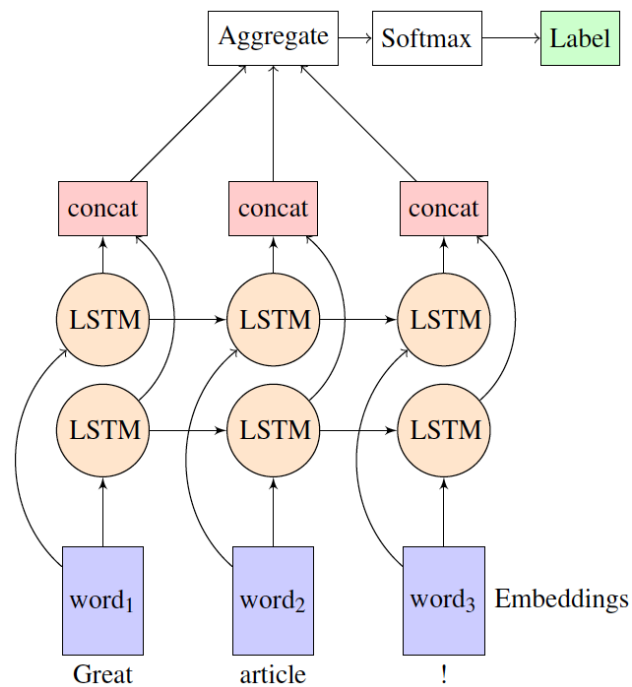 Aggregate Softmax Label
concat concat concat
LSTM LSTM LSTM
LSTM LSTM LSTM
word₁ word₂ word₃ Embeddings
Great article !